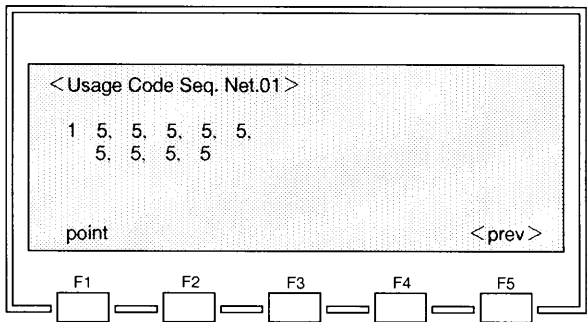 <Usage Code Seq. Net.01>
1 5, 5, 5, 5, 5,
5, 5, 5, 5
point <prev>
F1 F2 F3 F4 F5